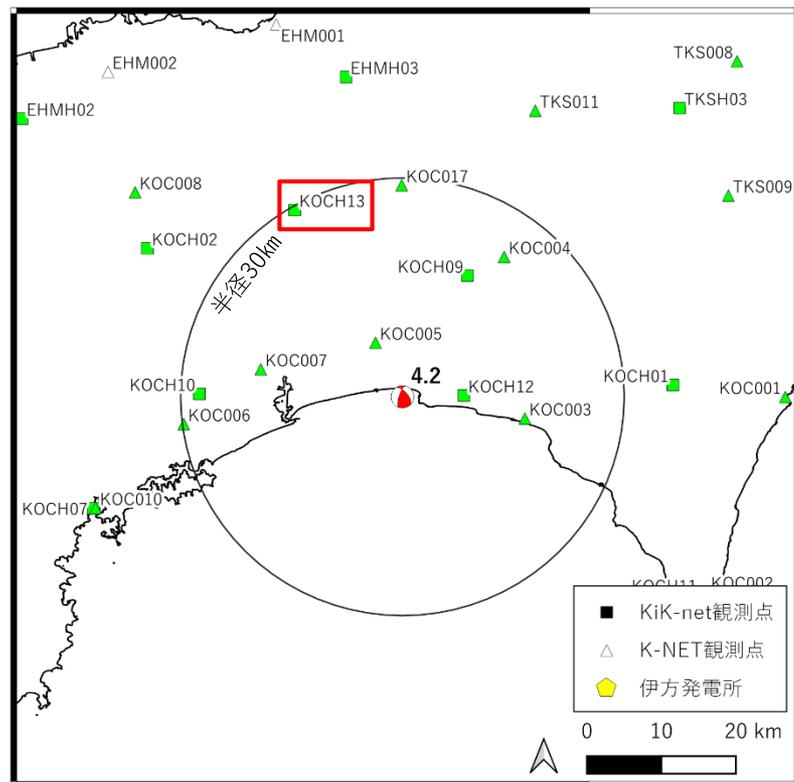 EHM001
EHM002
EHMH03
TKS008
EHMH02
TKS011
TKSH03
KOC008
KOC017
TKS009
KOCH13
KOCH02
KOC004
KOCH09
半径30km
KOC005
KOC007
4.2
KOCH10
KOCH12
KOCH01
KOC001
KOC006
KOC003
KOCH07
KOC010
KOCH11
KOC002
KiK-net観測点
K-NET観測点
伊方発電所
0 10 20 km